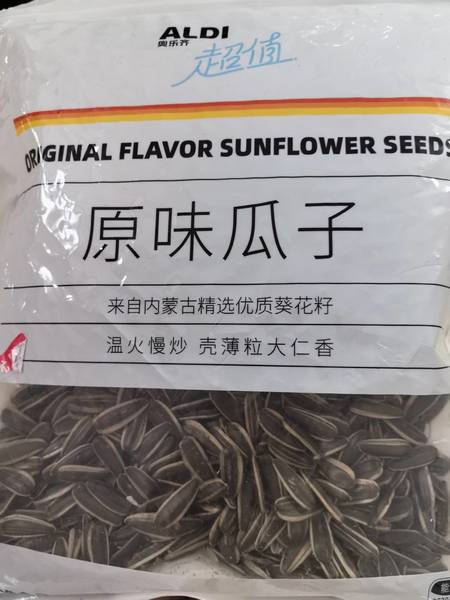 ALDI
奥乐齐
超值
ORIGINAL FLAVOR SUNFLOWER SEEDS
原味瓜子
来自内蒙古精选优质葵花籽
温火慢炒 壳薄粒大仁香